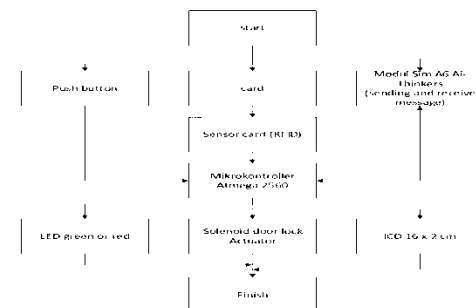 start
Push button
card
Modul Sim A6 Ai-
Thinkers
(sending and receive
message)
Sensor card (RFID)
Mikrokontroller
Atmega 2560
LED green or red
Solenoid door lock
Actuator
LCD 16 x 2 cm
Finish